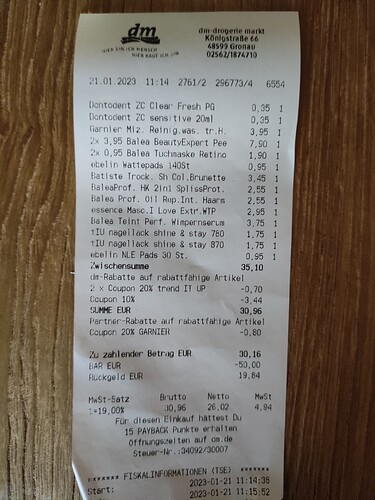 dm
HIER BIN ICH MENSCH
HIER KAUF ICH EIN
dm-drogerie markt
Königstraße 66
48599 Gronau
02562/1874710
21.01.2023 11:14 2761/2 296773/4 6554
Dontodent ZC Clear Fresh PG 0,35 1
Dontodent ZC sensitive 20ml 0,35 1
Garnier Miz. Reinig.was. tr.H. 3,95 1
2x 3,95 Balea BeautyExpert Pee 7,90 1
2x 0,95 Balea Tuchmaske Retino 1,90 1
ebelin Wattepads 140St 0,95 1
Batiste Trock. Sh Col.Brunette 3,45 1
BaleaProf. HK 2in1 SplissProt. 2,55 1
Balea Prof. Oil Rep.Int. Haarm 2,55 1
essence Masc.I Love Extr.WTP 2,95 1
Balea Teint Perf. Wimpernserum 3,75 1
tIU nagellack shine & stay 760 1,75 1
tIU nagellack shine & stay 870 1,75 1
ebelin NLE Pads 30 St. 0,95 1
Zwischensumme 35,10
dm-Rabatte auf rabattfähige Artikel
2 x Coupon 20% trend IT UP -0,70
Coupon 10% -3,44
SUMME EUR 30,96
Partner-Rabatte auf rabattfähige Artikel
Coupon 20% GARNIER -0,80
Zu zahlender Betrag EUR 30,16
BAR EUR -50,00
Rückgeld EUR 19,84
MwSt-Satz Brutto Netto MwSt
1=19,00% 30,96 26,02 4,94
Für diesen Einkauf hättest Du
15 PAYBACK Punkte erhalten
Öffnungszeiten auf dm.de
Steuer-Nr.:34092/30007
******* FISKALINFORMATIONEN (TSE) *******
Start: 2023-01-21 11:14:36
2023-01-21 11:15:52